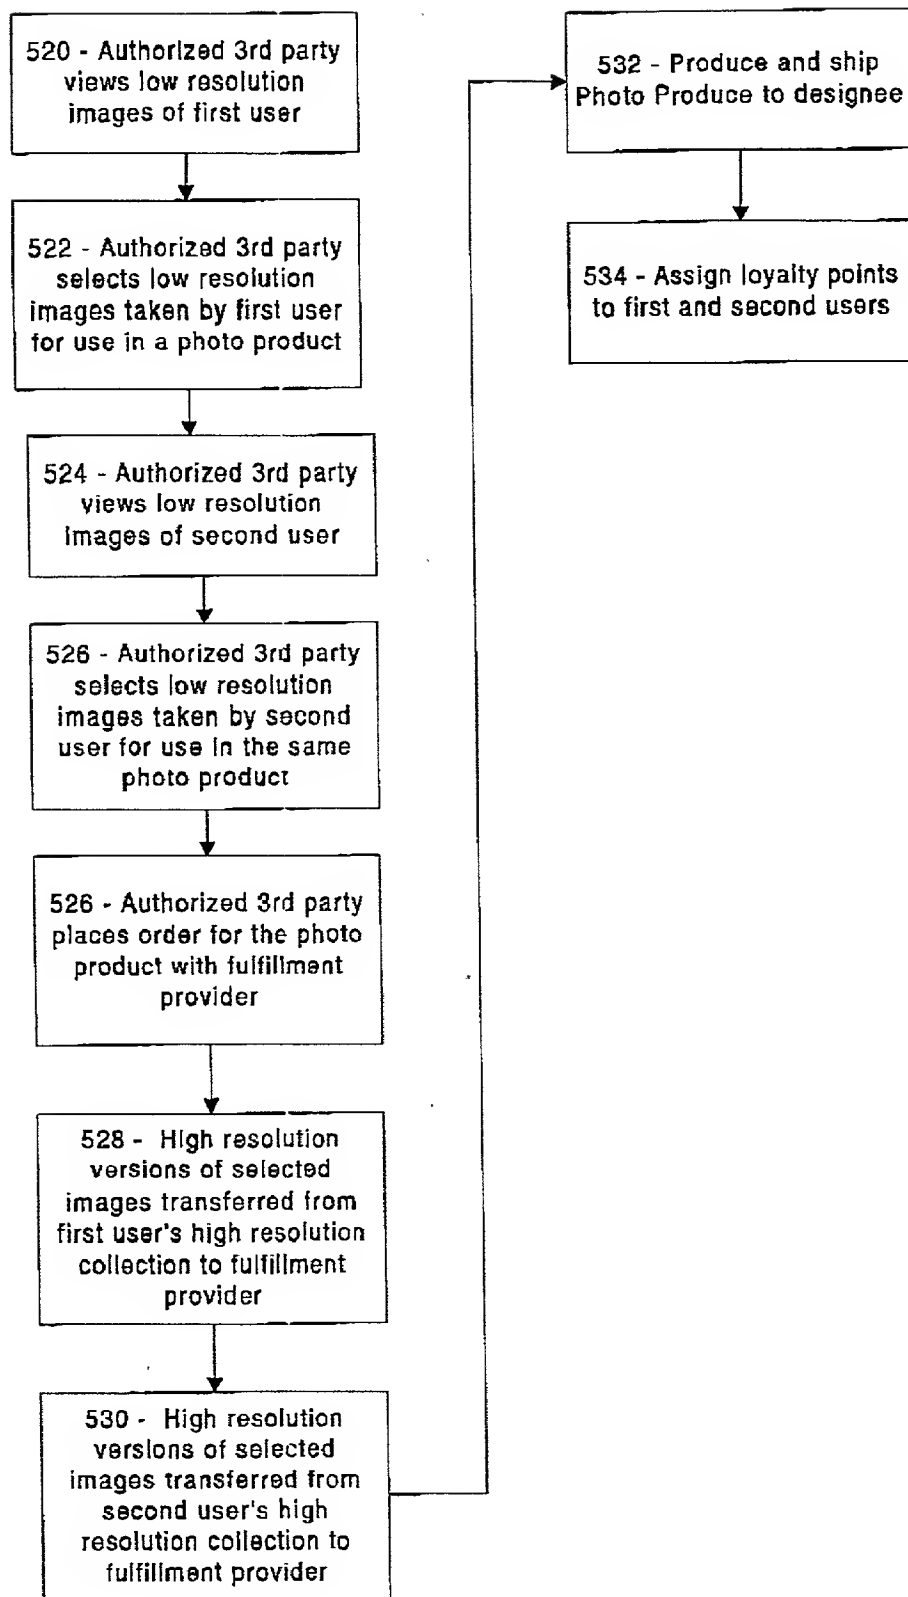 520 - Authorized 3rd party
views low resolution
images of first user
522 - Authorized 3rd party
selects low resolution
images taken by first user
for use in a photo product
524 - Authorized 3rd party
views low resolution
images of second user
526 - Authorized 3rd party
selects low resolution
images taken by second
user for use in the same
photo product
526 - Authorized 3rd party
places order for the photo
product with fulfillment
provider
528 - High resolution
versions of selected
images transferred from
first user's high resolution
collection to fulfillment
provider
530 - High resolution
versions of selected
images transferred from
second user's high
resolution collection to
fulfillment provider
532 - Produce and ship
Photo Produce to designee
534 - Assign loyalty points
to first and second users